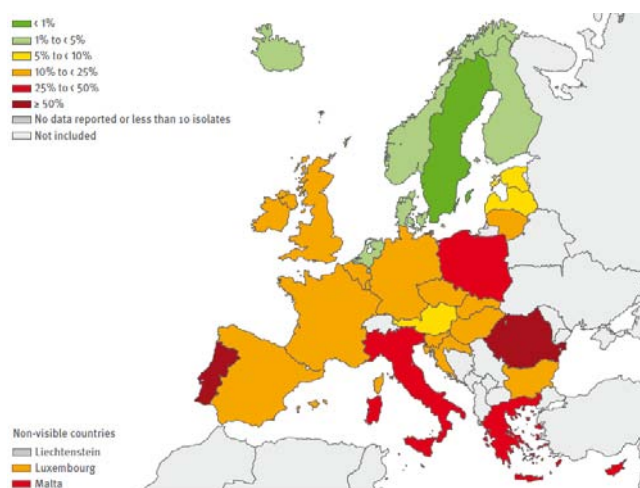 < 1%
1% to < 5%
5% to < 10%
10% to < 25%
25% to < 50%
≥ 50%
No data reported or less than 10 isolates
Not included
Non-visible countries
Liechtenstein
Luxembourg
Malta